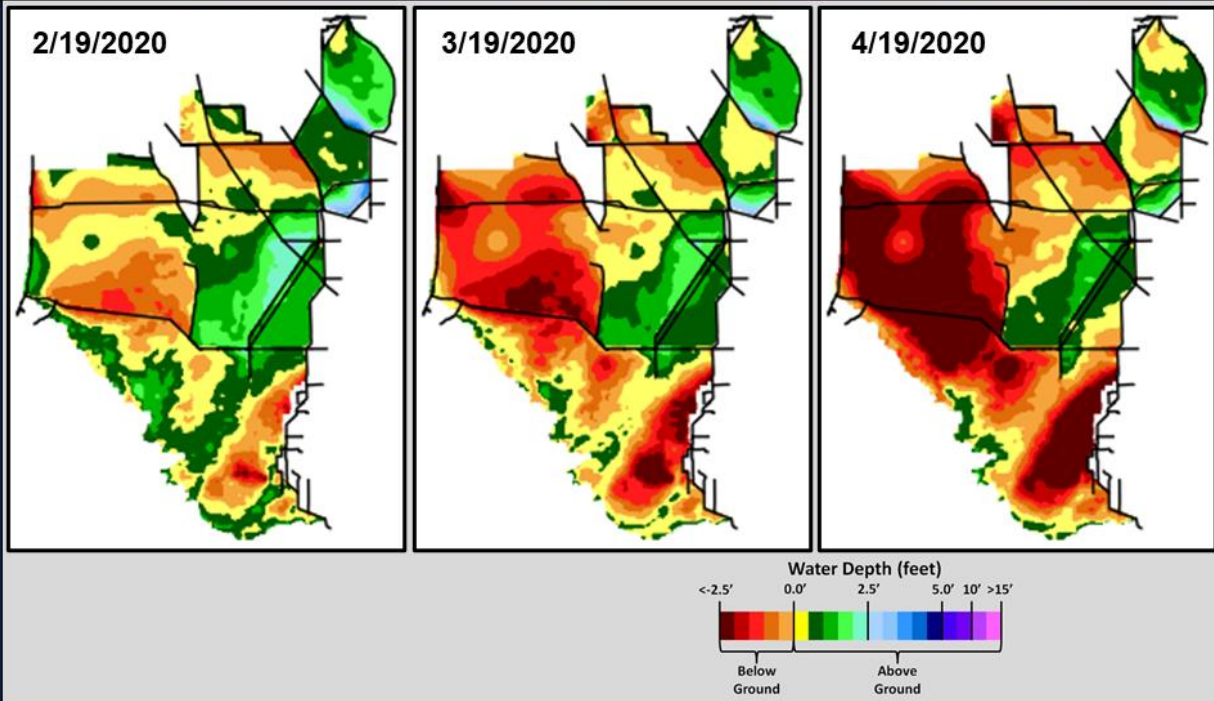 2/19/2020
3/19/2020
4/19/2020
Water Depth (feet)
<-2.5' 0.0' 2.5' 5.0' 10' >15'
Below Ground
Above Ground